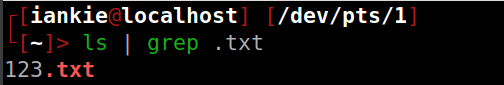 ┌[iankie@localhost] [/dev/pts/1]
└[~]> ls | grep .txt
123.txt